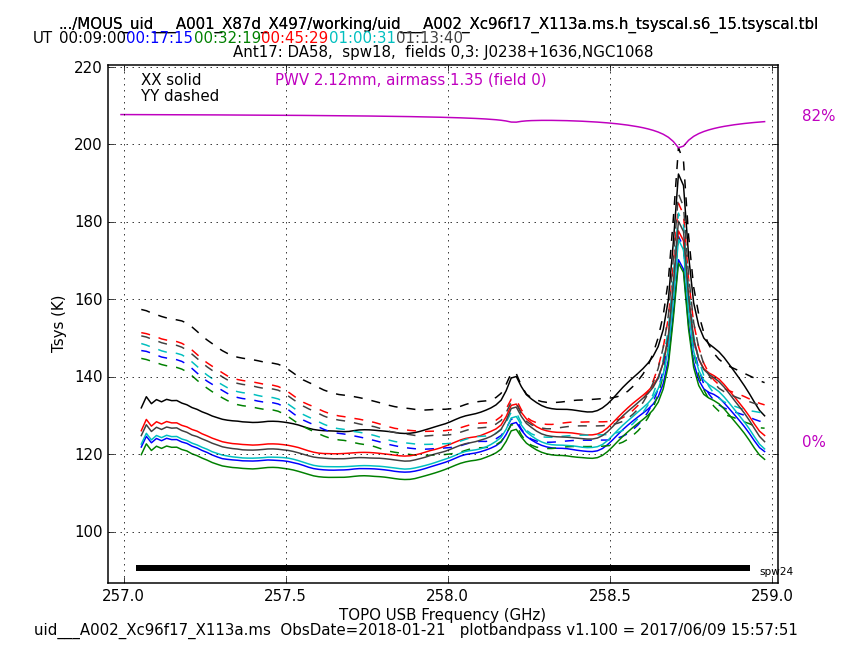 .../MOUS_uid___A001_X87d_X497/working/uid___A002_Xc96f17_X113a.ms.h_tsyscal.s6_15.tsyscal.tbl
UT 00:09:00 00:17:15 00:32:19 00:45:29 01:00:31 01:13:40
Ant17: DA58, spw18, fields 0,3: J0238+1636,NGC1068
XX solid
PWV 2.12mm, airmass 1.35 (field 0)
YY dashed
82%
0%
220
200
180
160
140
120
100
Tsys (K)
spw24
257.0 257.5 258.0 258.5 259.0
TOPO USB Frequency (GHz)
uid___A002_Xc96f17_X113a.ms ObsDate=2018-01-21 plotbandpass v1.100 = 2017/06/09 15:57:51